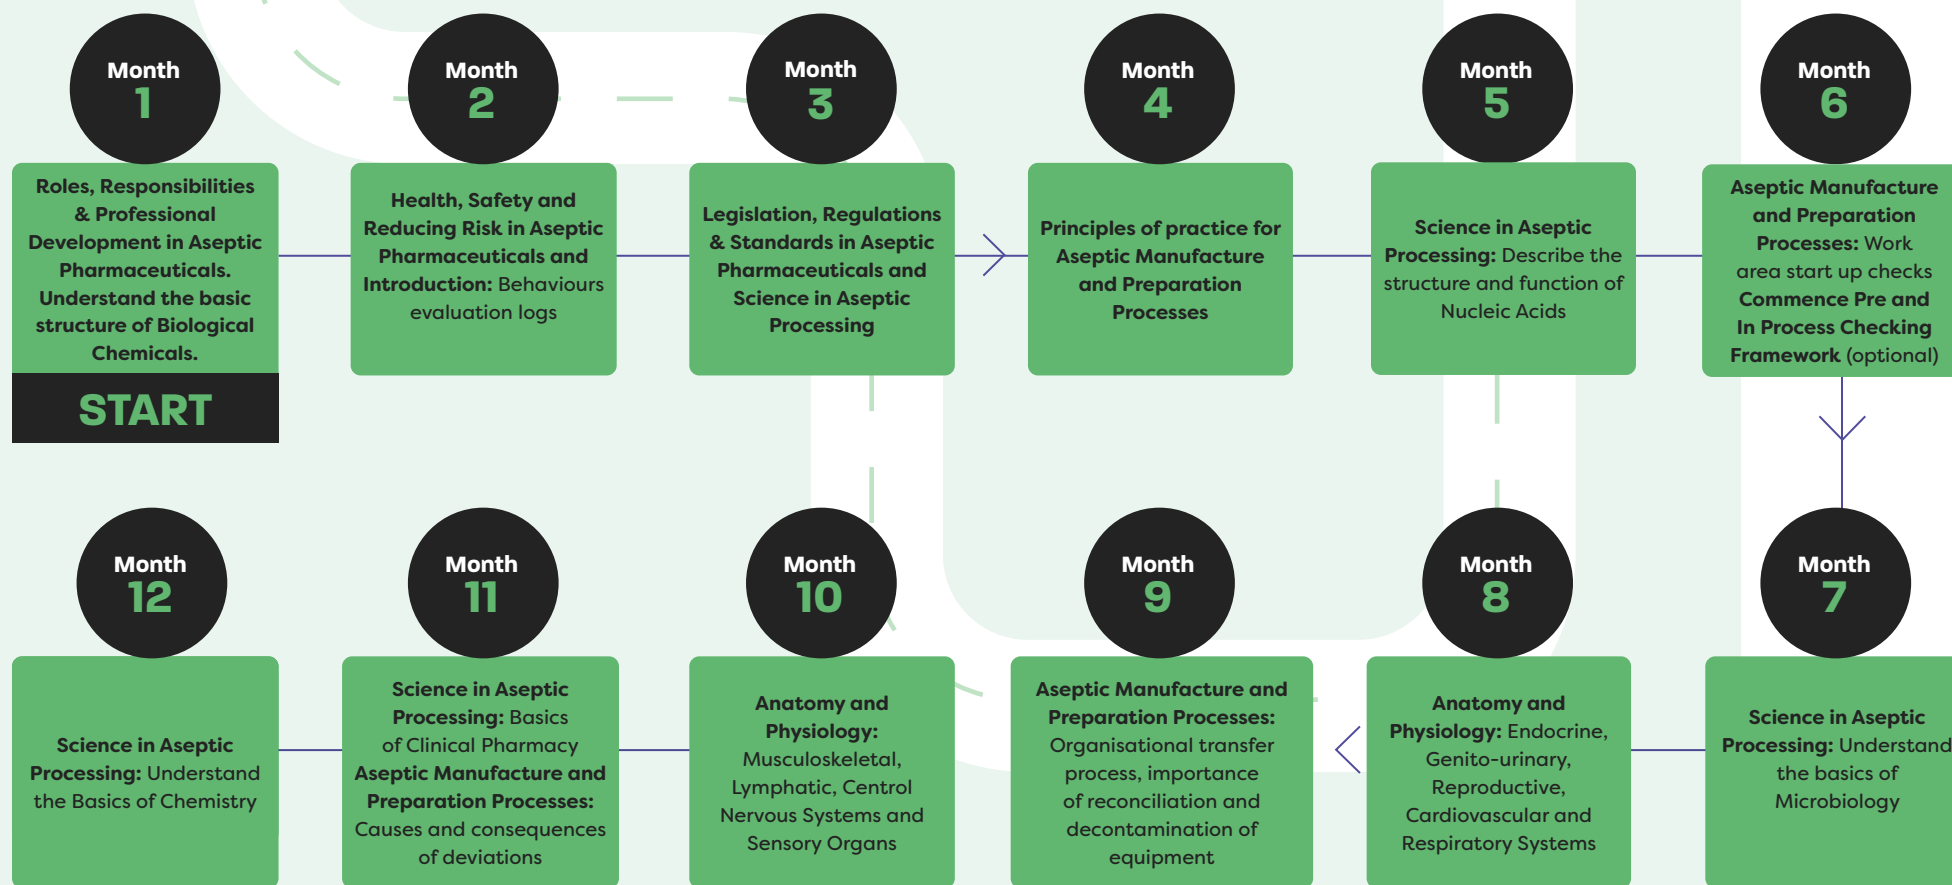 Month
1
Roles, Responsibilities
& Professional
Development in Aseptic
Pharmaceuticals.
Understand the basic
structure of Biological
Chemicals.
START
Month
2
Health, Safety and
Reducing Risk in Aseptic
Pharmaceuticals and
Introduction: Behaviours
evaluation logs
Month
3
Legislation, Regulations
& Standards in Aseptic
Pharmaceuticals and
Science in Aseptic
Processing
Month
4
Principles of practice for
Aseptic Manufacture
and Preparation
Processes
Month
5
Science in Aseptic
Processing: Describe the
structure and function of
Nucleic Acids
Month
6
Aseptic Manufacture
and Preparation
Processes: Work
area start up checks
Commence Pre and
In Process Checking
Framework (optional)
Month
7
Science in Aseptic
Processing: Understand
the basics of
Microbiology
Month
8
Anatomy and
Physiology: Endocrine,
Genito-urinary,
Reproductive,
Cardiovascular and
Respiratory Systems
Month
9
Aseptic Manufacture and
Preparation Processes:
Organisational transfer
process, importance
of reconciliation and
decontamination of
equipment
Month
10
Anatomy and
Physiology:
Musculoskeletal,
Lymphatic, Centrol
Nervous Systems and
Sensory Organs
Month
11
Science in Aseptic
Processing: Basics
of Clinical Pharmacy
Aseptic Manufacture and
Preparation Processes:
Causes and consequences
of deviations
Month
12
Science in Aseptic
Processing: Understand
the Basics of Chemistry